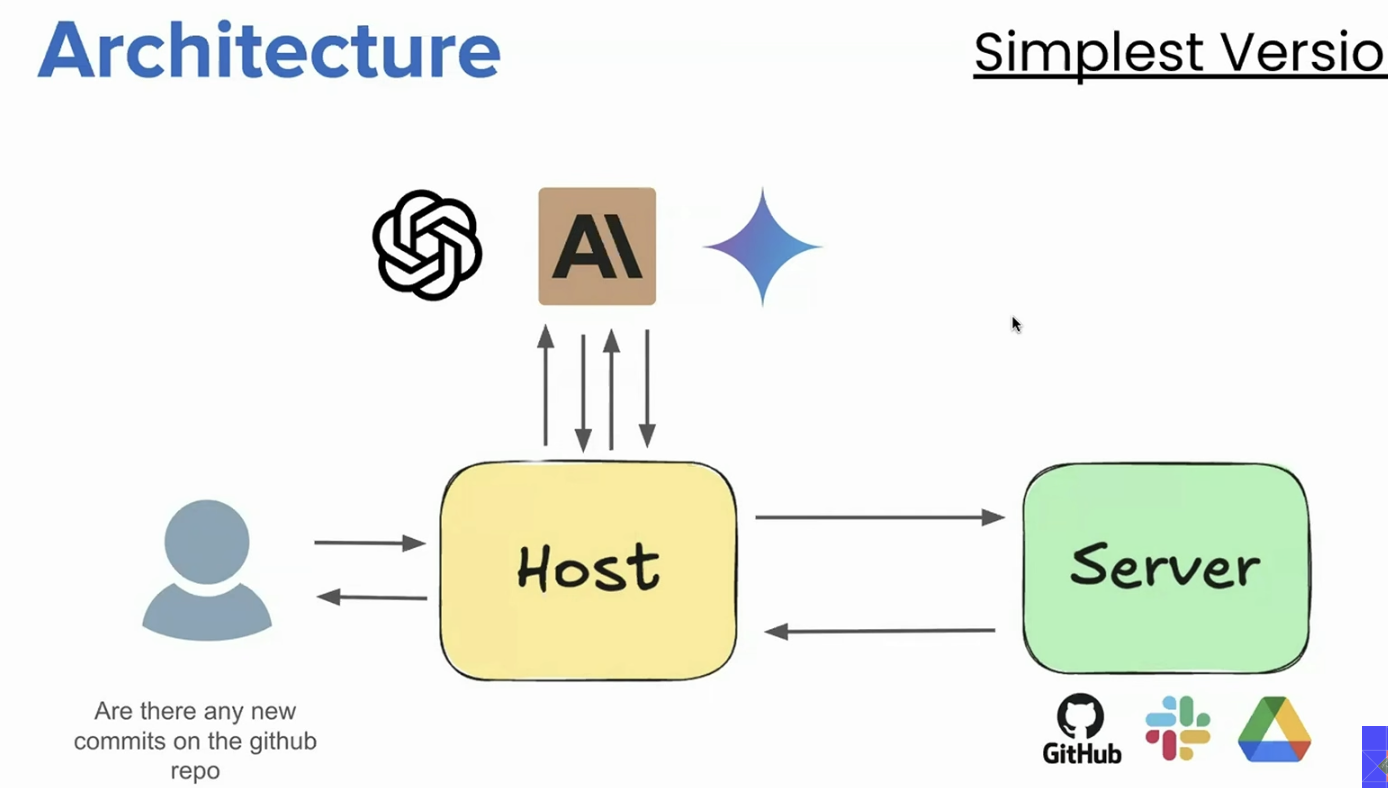 Architecture
Simplest Versio
AI
Host
Server
Are there any new
commits on the github
repo
GitHub